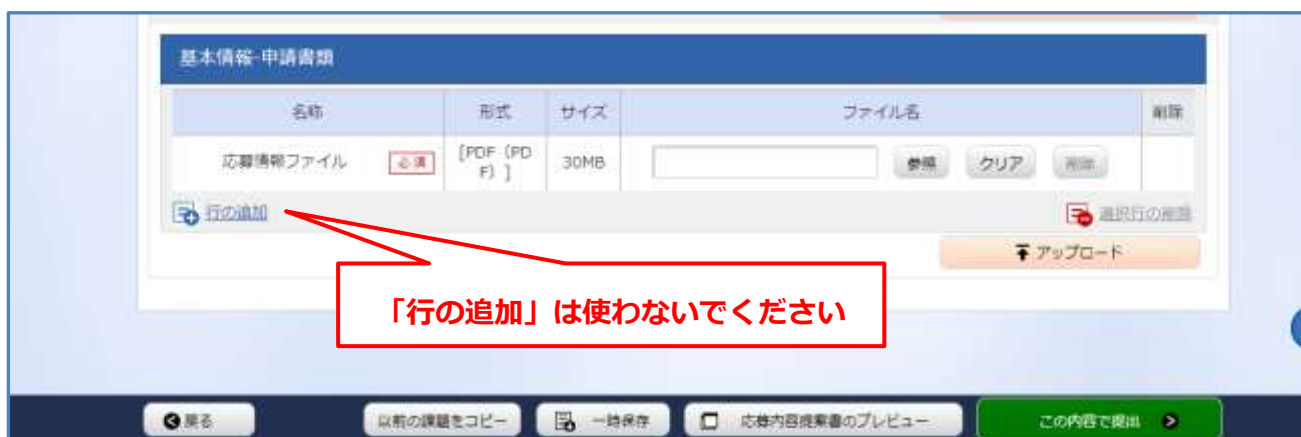 基本情報-申請書類
名称 形式 サイズ ファイル名 削除
応募情報ファイル 必須 [PDF (PD
F) ] 30MB 参照 クリア 削除
行の追加 選択行の削除
アップロード
「行の追加」は使わないでください
戻る 以前の課題をコピー 一時保存 応募内容提案書のプレビュー この内容で提出